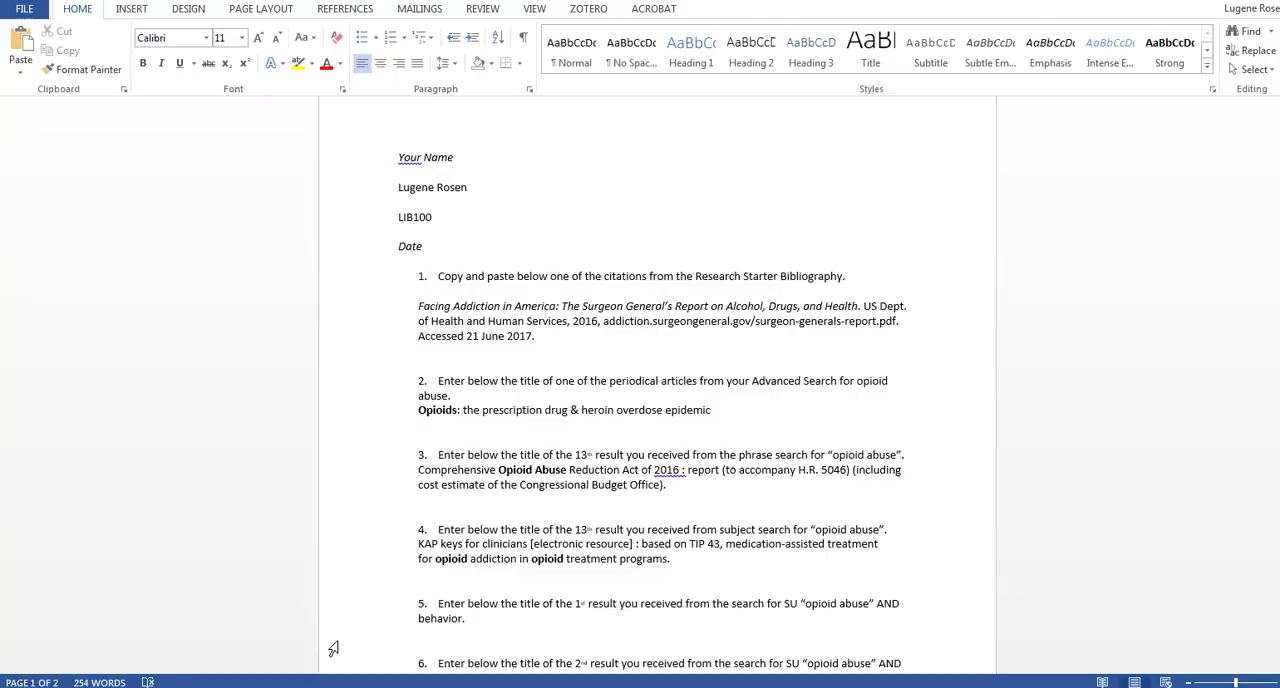 FILE HOME INSERT DESIGN PAGE LAYOUT REFERENCES MAILINGS REVIEW VIEW ZOTERO ACROBAT Lugene Rose
Cut
Copy
Paste
Format Painter
Clipboard
Calibri 11
Font
Paragraph
AaBbCcDc AaBbCcDc AaBbCc AaBbCcD AaBbCcDc AaBl AaBbCcD AaBbCcDc AaBbCcDc AaBbCcDc AaBbCcDc
¶ Normal ¶ No Spac... Heading 1 Heading 2 Heading 3 Title Subtitle Subtle Em... Emphasis Intense E... Strong
Styles
Find
Replace
Select
Editing
Your Name
Lugene Rosen
LIB100
Date
1. Copy and paste below one of the citations from the Research Starter Bibliography.
Facing Addiction in America: The Surgeon General's Report on Alcohol, Drugs, and Health. US Dept.
of Health and Human Services, 2016, addiction.surgeongeneral.gov/surgeon-generals-report.pdf.
Accessed 21 June 2017.
2. Enter below the title of one of the periodical articles from your Advanced Search for opioid
abuse.
Opioids: the prescription drug & heroin overdose epidemic
3. Enter below the title of the 13th result you received from the phrase search for “opioid abuse”.
Comprehensive Opioid Abuse Reduction Act of 2016 : report (to accompany H.R. 5046) (including
cost estimate of the Congressional Budget Office).
4. Enter below the title of the 13th result you received from subject search for “opioid abuse”.
KAP keys for clinicians [electronic resource] : based on TIP 43, medication-assisted treatment
for opioid addiction in opioid treatment programs.
5. Enter below the title of the 1st result you received from the search for SU “opioid abuse” AND
behavior.
6. Enter below the title of the 2nd result you received from the search for SU “opioid abuse” AND
PAGE 1 OF 2 254 WORDS